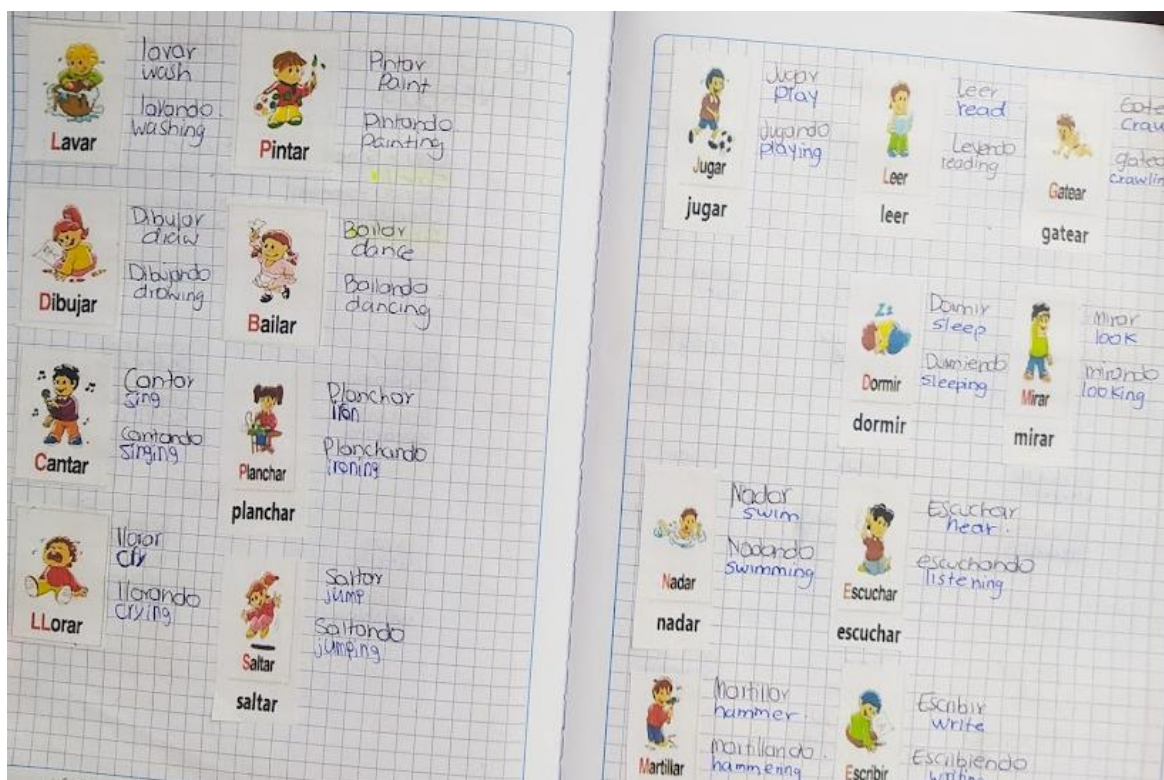 lavar
wash
lavando
washing
Lavar
Pintar
Paint
Pintando
Painting
Pintar
Dibujar
draw
Dibujando
drowing
Dibujar
Bailar
dance
Bailando
dancing
Bailar
Cantar
sing
Cantando
singing
Cantar
Planchar
iron
Planchando
ironing
Planchar
planchar
llorar
cry
llorando
crying
LLorar
Saltar
jump
Saltando
jumping
Saltar
saltar
Jugar
play
Jugando
playing
Jugar
jugar
Leer
read
Leyendo
reading
Leer
leer
Gatear
gatear
Dormir
sleep
Durmiendo
sleeping
Dormir
dormir
Mirar
look
mirando
looking
Mirar
mirar
Nadar
swim
Nadando
swimming
Nadar
nadar
Escuchar
hear.
escuchando
listening
Escuchar
escuchar
Martillar
hammer.
martillando.
hammering
Martillar
Escribir
write
Escribiendo
Escribir